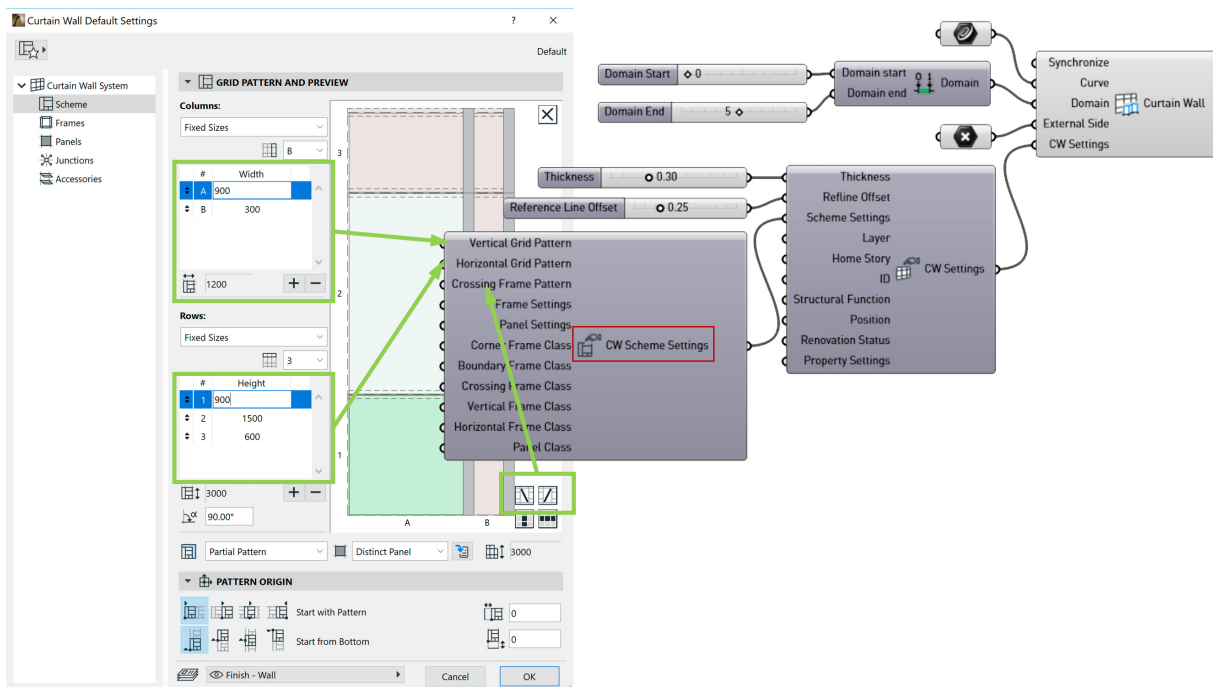 Curtain Wall Default Settings
? ×
Default
Curtain Wall System
Scheme
Frames
Panels
Junctions
Accessories
GRID PATTERN AND PREVIEW
Columns:
Fixed Sizes
B
# Width
A 900
B 300
1200
Rows:
Fixed Sizes
3
# Height
1 900
2 1500
3 600
3000
α 90.00°
3
2
1
A B
Partial Pattern
Distinct Panel
3000
PATTERN ORIGIN
Start with Pattern
0
Start from Bottom
0
Finish - Wall
Cancel
OK
Domain Start 0
Domain End 5
Domain start
Domain end
0 1
Domain
Synchronize
Curve
Domain
External Side
CW Settings
Curtain Wall
Thickness 0.30
Reference Line Offset 0.25
Vertical Grid Pattern
Horizontal Grid Pattern
Crossing Frame Pattern
Frame Settings
Panel Settings
Corner Frame Class
Boundary Frame Class
Crossing Frame Class
Vertical Frame Class
Horizontal Frame Class
Panel Class
CW Scheme Settings
Thickness
Refline Offset
Scheme Settings
Layer
Home Story
ID
Structural Function
Position
Renovation Status
Property Settings
CW Settings